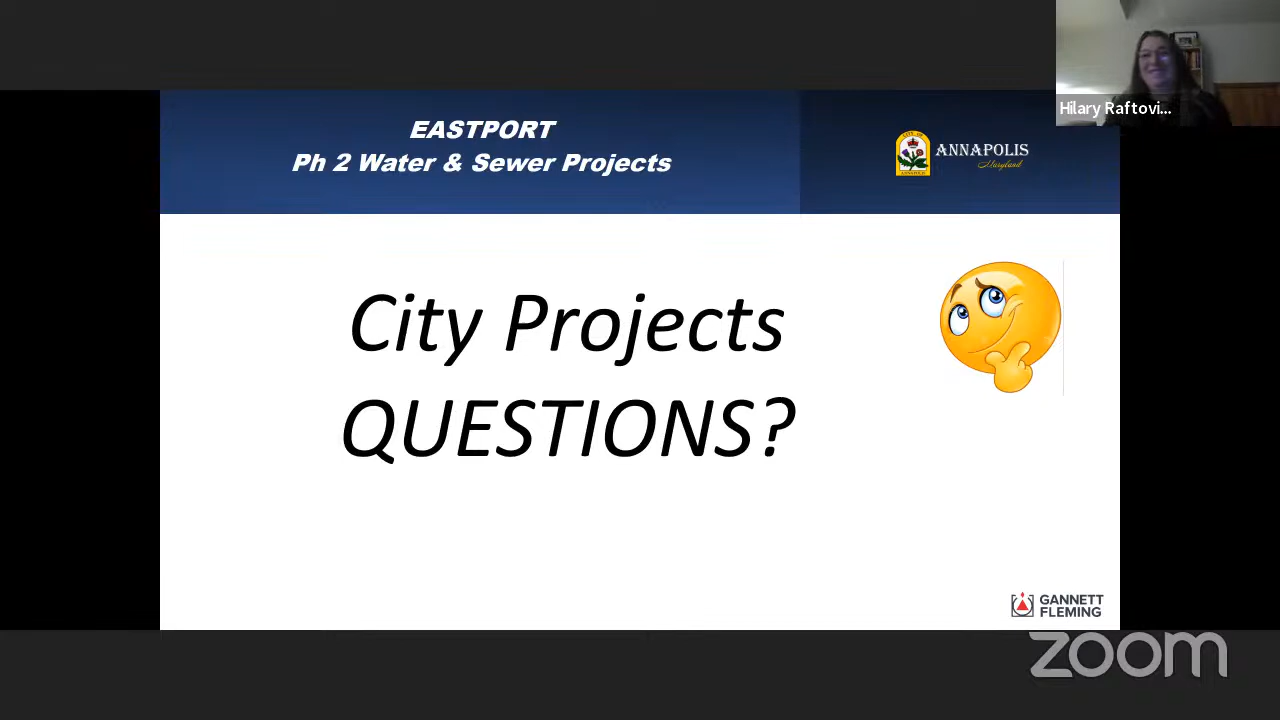 Hilary Raftovi...
EASTPORT
Ph 2 Water & Sewer Projects
ANNAPOLIS
Maryland
City Projects
QUESTIONS?
GANNETT
FLEMING
zoom